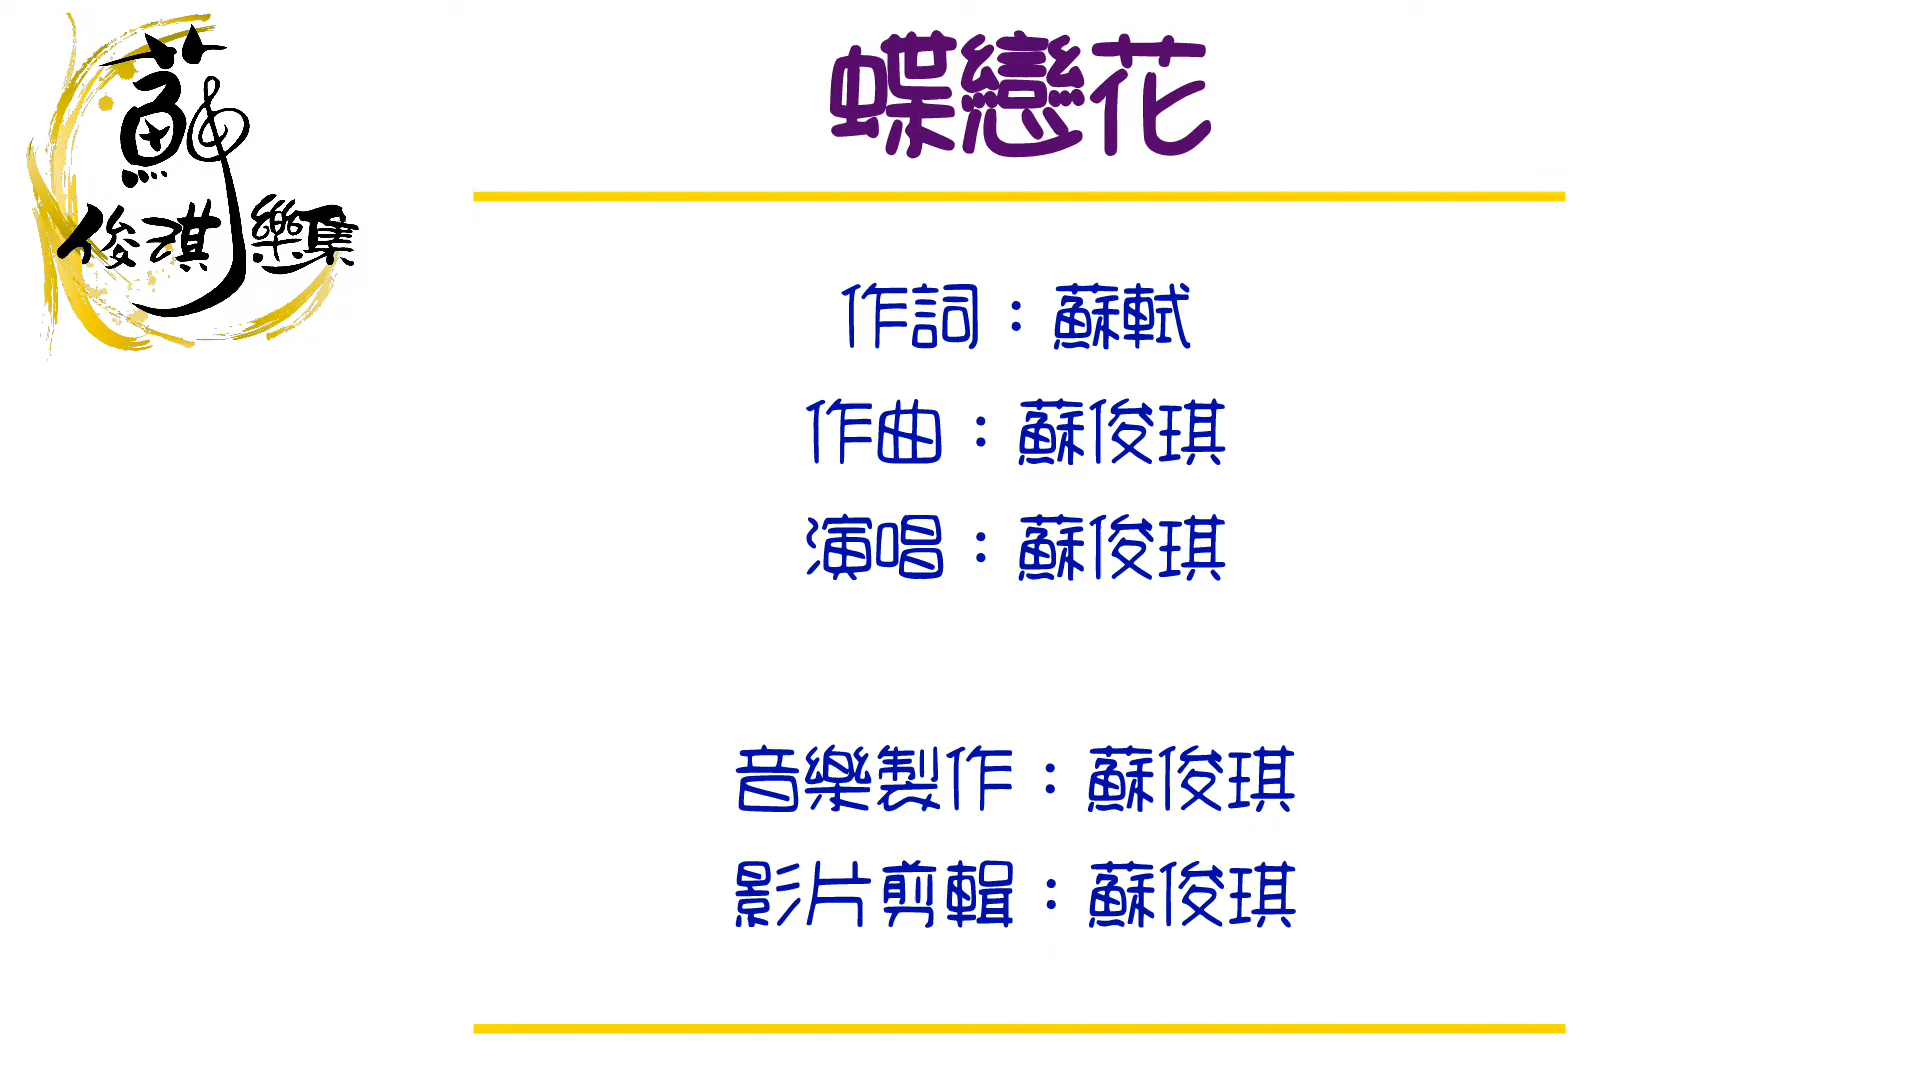 蘇
俊琪樂集
蝶戀花
作詞：蘇軾
作曲：蘇俊琪
演唱：蘇俊琪
音樂製作：蘇俊琪
影片剪輯：蘇俊琪